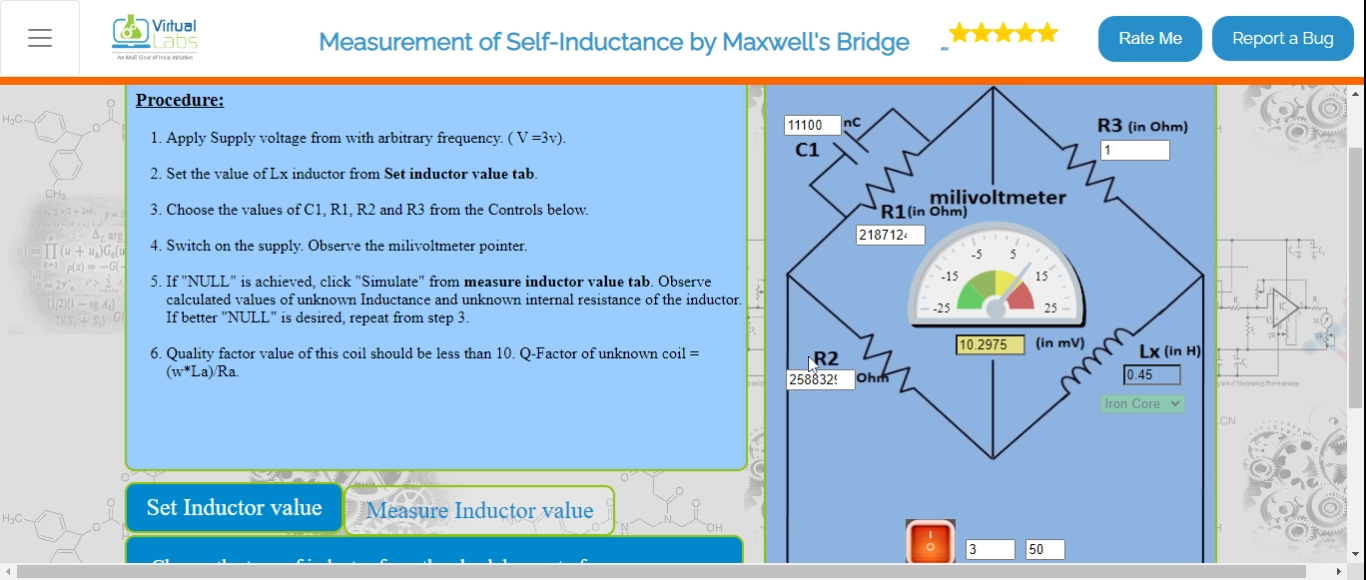 Virtual
Labs
An MoE Govt of India Initiative
Measurement of Self-Inductance by Maxwell's Bridge
Rate Me
Report a Bug
Procedure:
1. Apply Supply voltage from with arbitrary frequency. ( V =3v).
2. Set the value of Lx inductor from Set inductor value tab.
3. Choose the values of C1, R1, R2 and R3 from the Controls below.
4. Switch on the supply. Observe the milivoltmeter pointer.
5. If "NULL" is achieved, click "Simulate" from measure inductor value tab. Observe
calculated values of unknown Inductance and unknown internal resistance of the inductor.
If better "NULL" is desired, repeat from step 3.
6. Quality factor value of this coil should be less than 10. Q-Factor of unknown coil =
(w*La)/Ra.
Set Inductor value
Measure Inductor value
11100 nC
C1
R3 (in Ohm)
1
milivoltmeter
R1(in Ohm)
218712
-25 -15 -5 5 15 25
10.2975 (in mV)
R2
258832 Ohm
Lx (in H)
0.45
Iron Core
3 50
H3C
O
CH3
H3C
O
OH